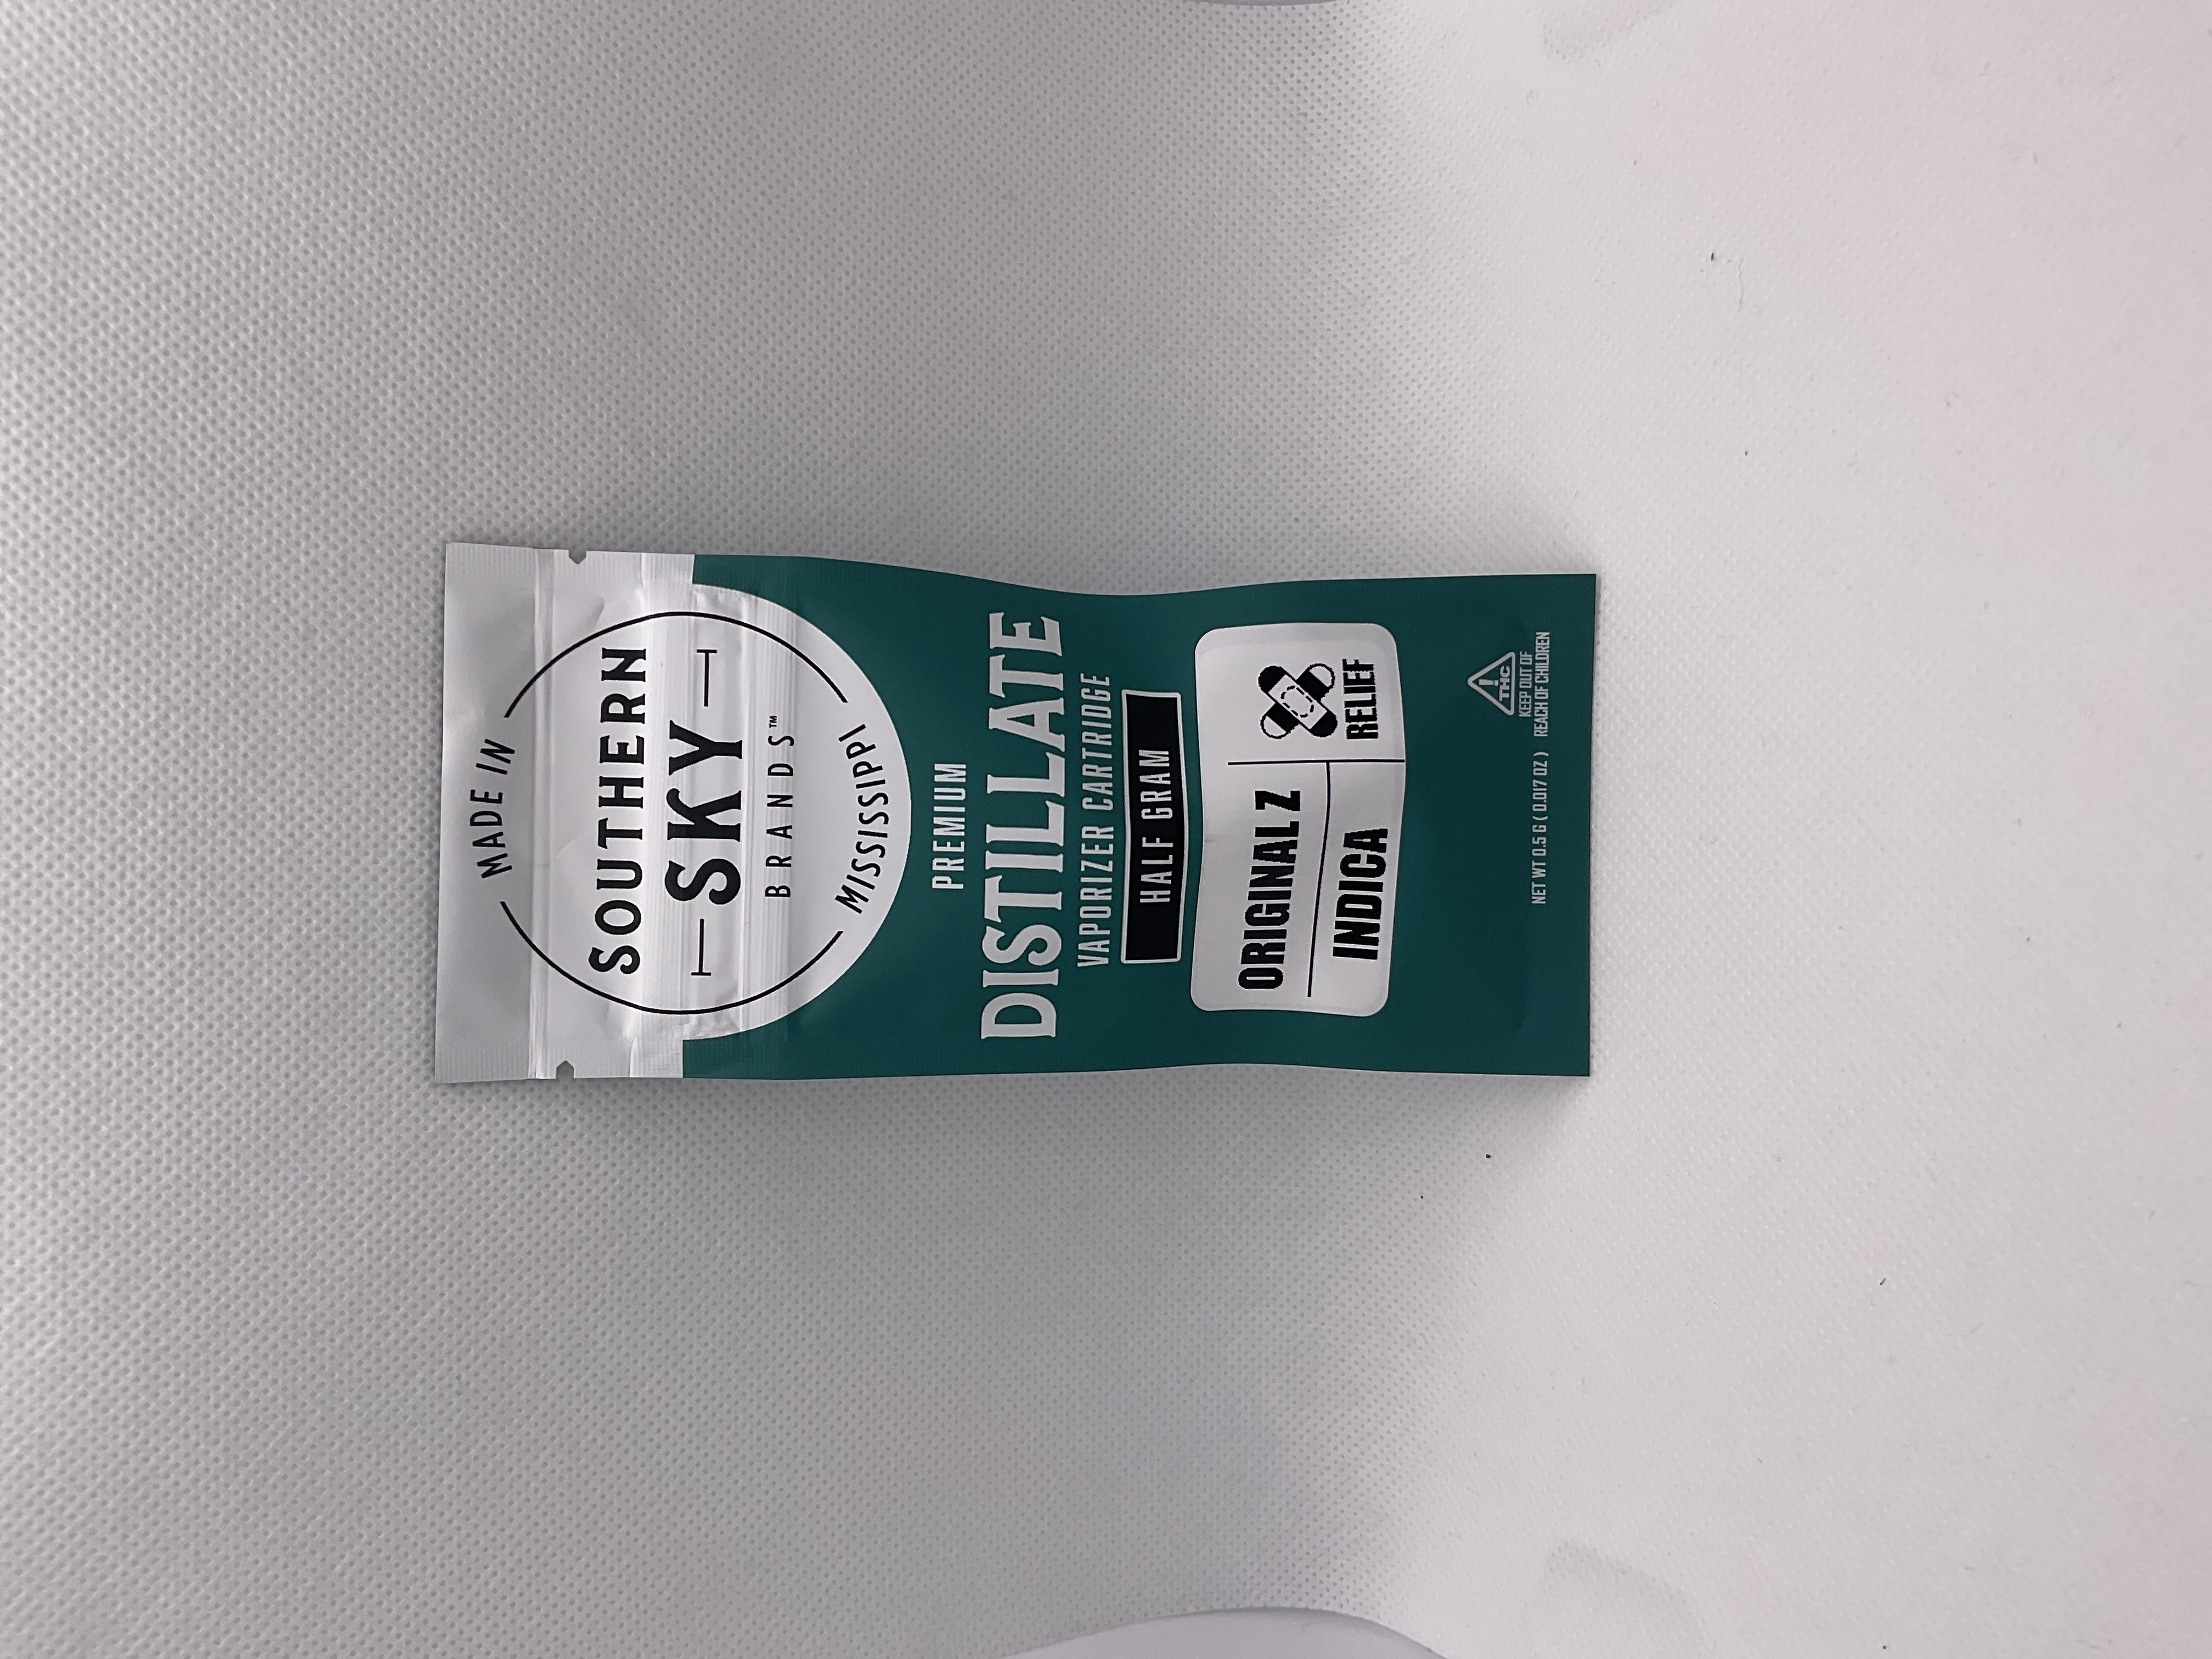 MADE IN
SOUTHERN
SKY
BRANDS™
MISSISSIPPI
PREMIUM
DISTILLATE
VAPORIZER CARTRIDGE
HALF GRAM
ORIGINAL Z
INDICA
RELIEF
! THC
KEEP OUT OF
REACH OF CHILDREN
NET WT 0.5 G ( 0.017 OZ )